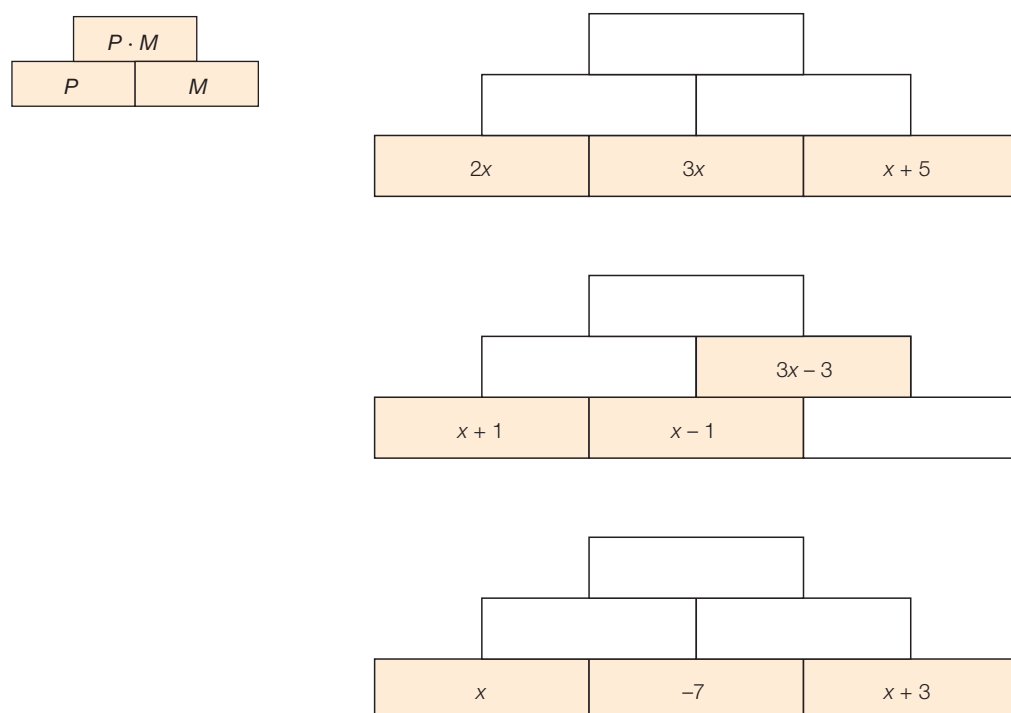 P · M
P M
2x 3x x + 5
3x – 3
x + 1 x – 1
x –7 x + 3